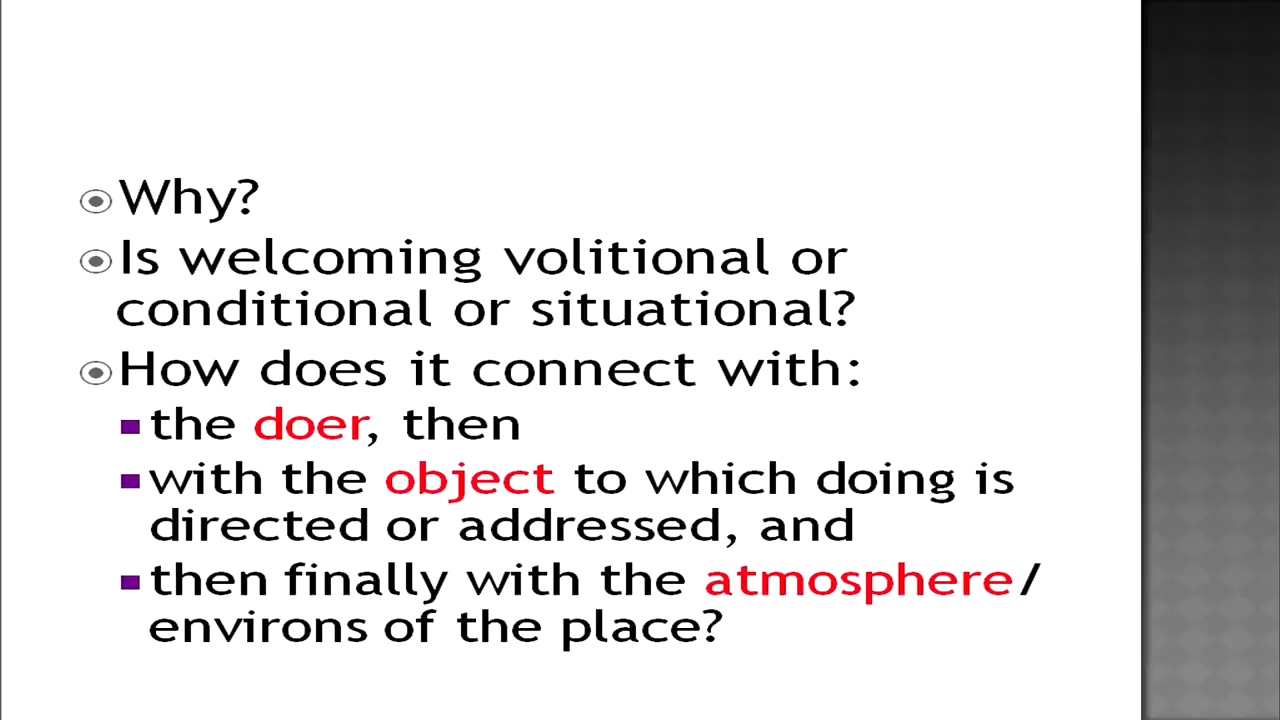 Why?
Is welcoming volitional or
conditional or situational?
How does it connect with:
the doer, then
with the object to which doing is
directed or addressed, and
then finally with the atmosphere/
environs of the place?